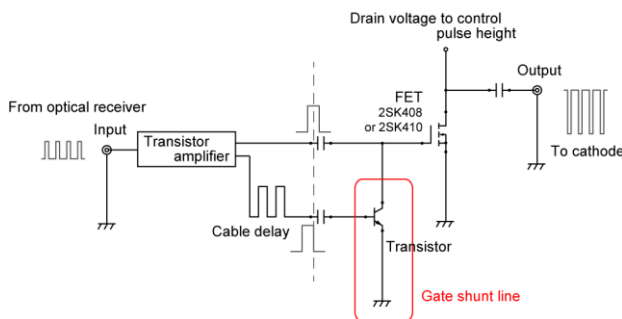 Drain voltage to control
pulse height
FET
2SK408
or 2SK410
Output
From optical receiver
Input
Transistor
amplifier
To cathode
Cable delay
Transistor
Gate shunt line